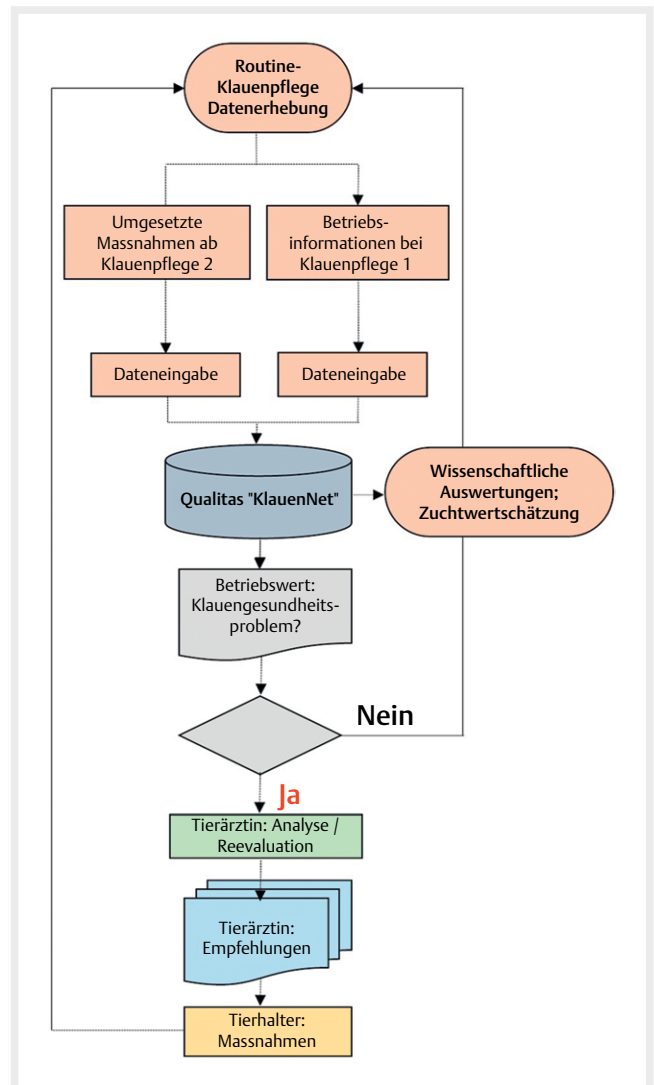 Routine-
Klauenpflege
Datenerhebung
Umgesetzte
Massnahmen ab
Klauenpflege 2
Betriebs-
informationen bei
Klauenpflege 1
Dateneingabe
Dateneingabe
Qualitas "KlauenNet"
Wissenschaftliche
Auswertungen;
Zuchtwertschätzung
Betriebswert:
Klauengesundheits-
problem?
Nein
Ja
Tierärztin: Analyse /
Reevaluation
Tierärztin:
Empfehlungen
Tierhalter:
Massnahmen